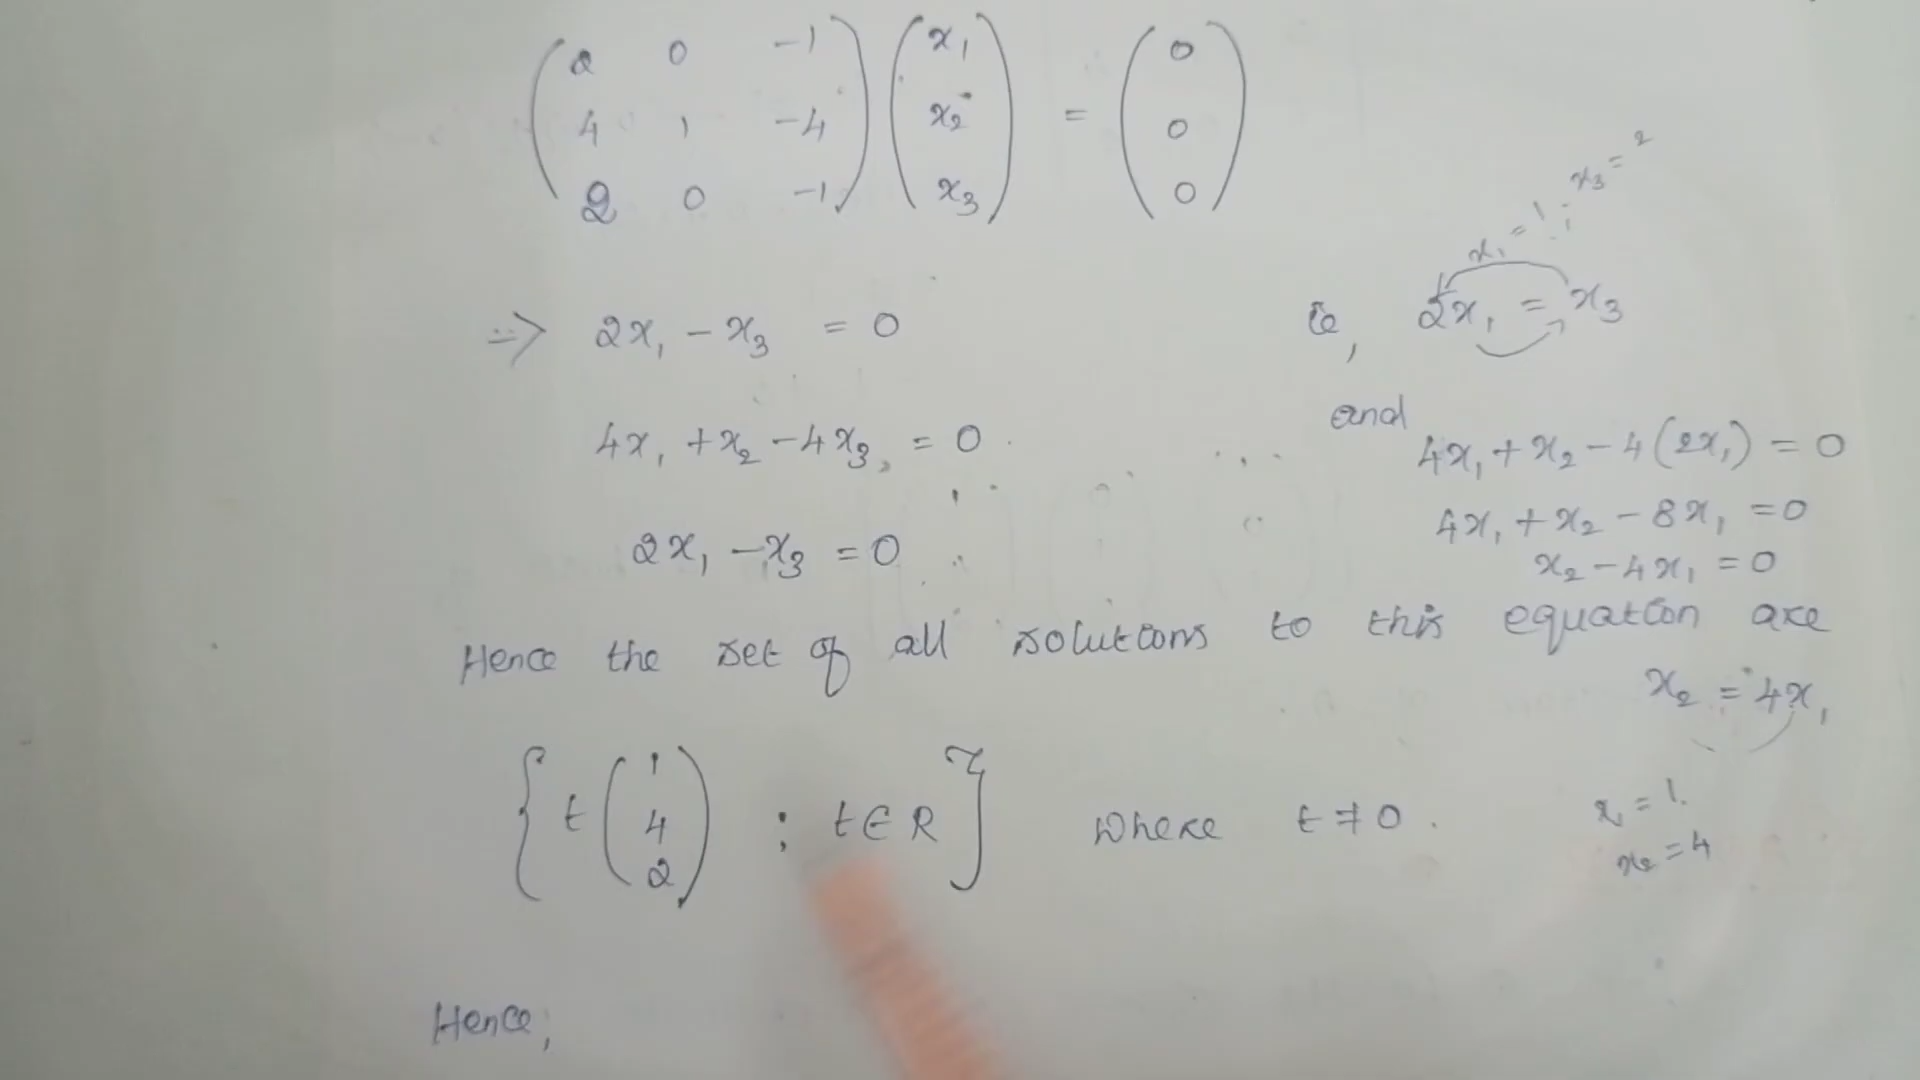 ( 2 0 -1 ) ( x₁ ) ( 0 )
( 4 1 -4 ) ( x₂ ) = ( 0 )
( 2 0 -1 ) ( x₃ ) ( 0 )
x₁ = 1 ; x₃ = 2
⇒ 2x₁ - x₃ = 0
ie, 2x₁ = x₃
4x₁ + x₂ - 4x₃ = 0
and
4x₁ + x₂ - 4(2x₁) = 0
4x₁ + x₂ - 8x₁ = 0
2x₁ - x₃ = 0
x₂ - 4x₁ = 0
Hence the set of all solutions to this equation are
x₂ = 4x₁
{ t ( 1 4 2 ) ; t ∈ R } where t ≠ 0.
x₁ = 1.
x₂ = 4
Hence,